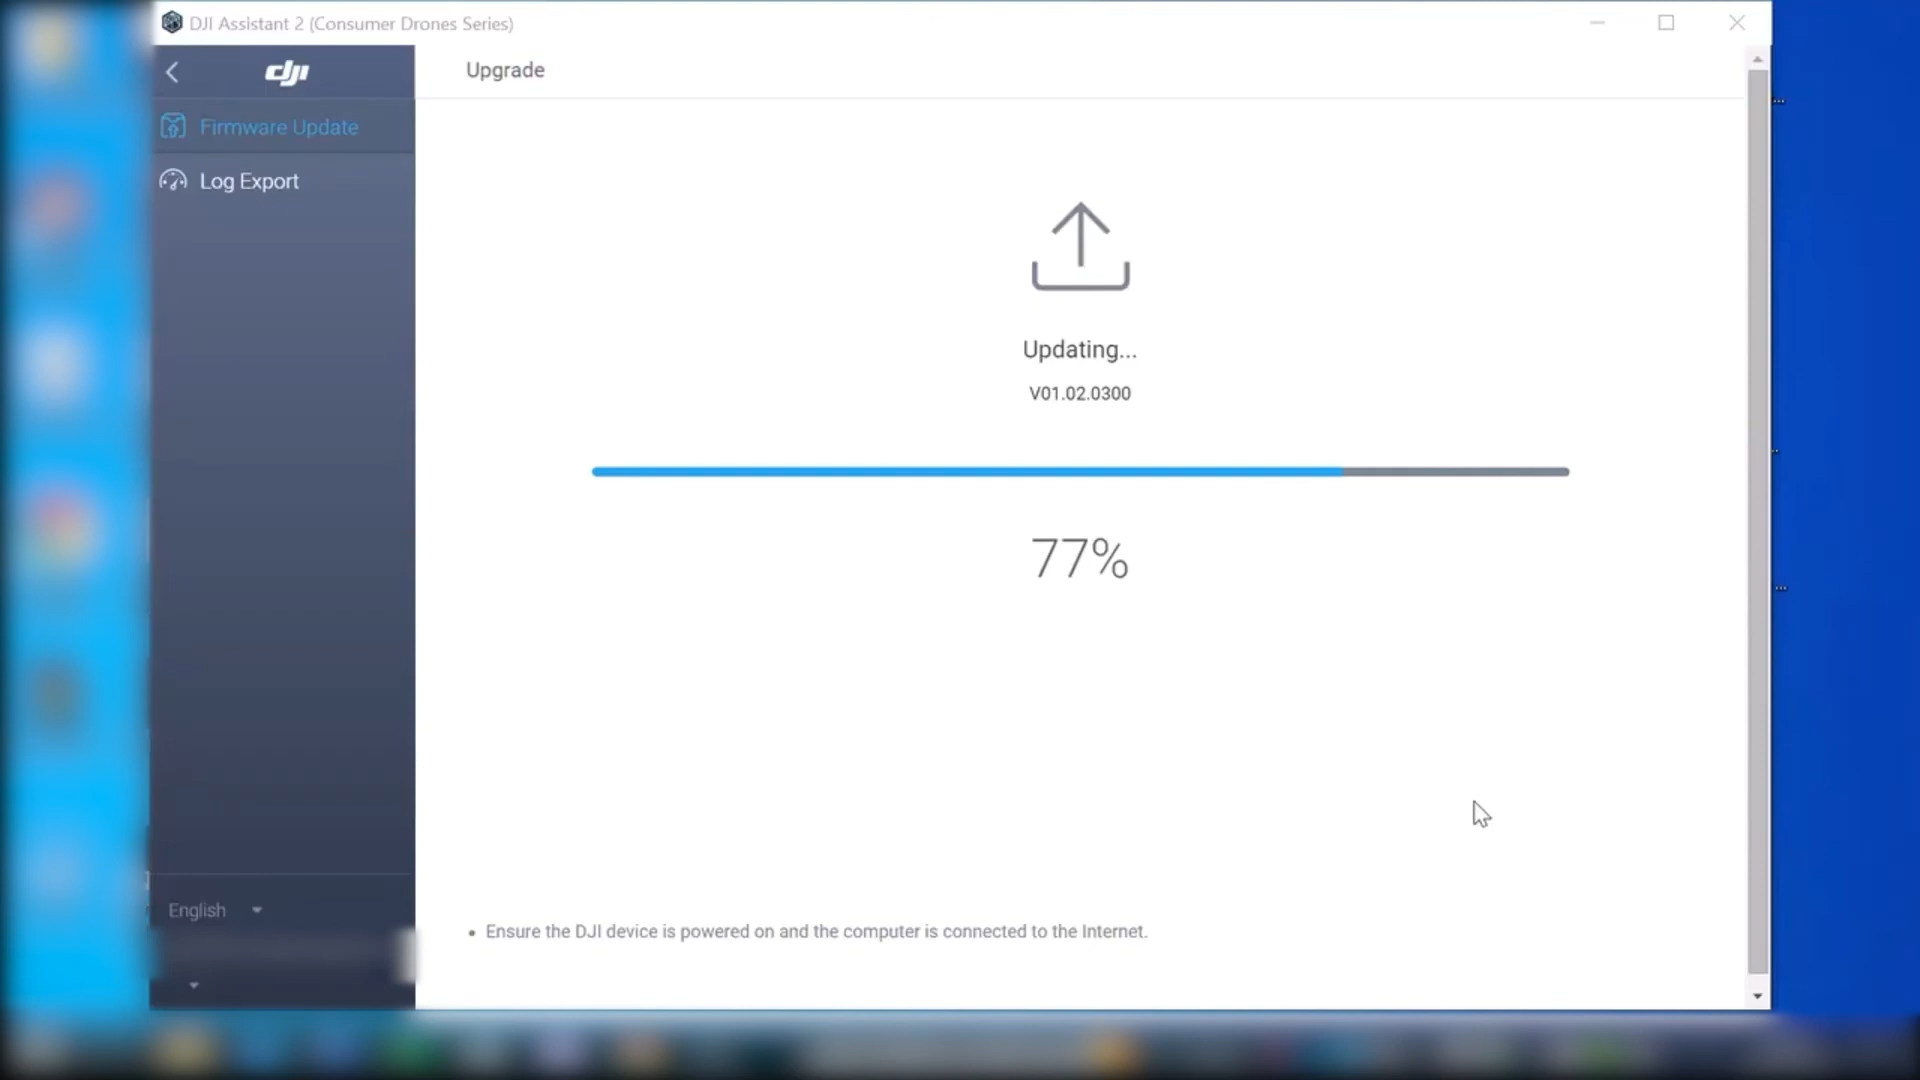 DJI Assistant 2 (Consumer Drones Series)
dji
Upgrade
Firmware Update
Log Export
Updating...
V01.02.0300
77%
English
• Ensure the DJI device is powered on and the computer is connected to the Internet.